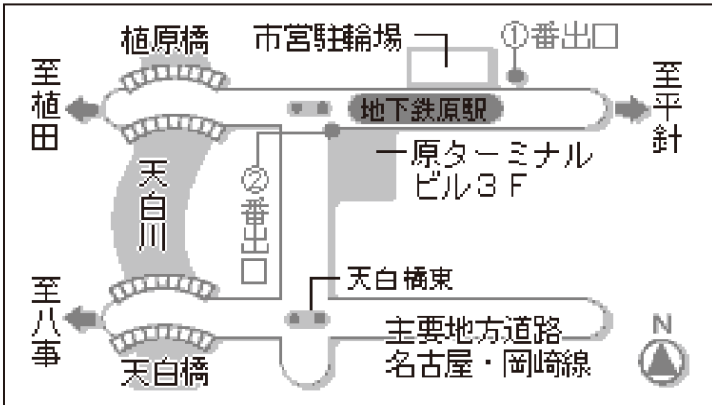 植原橋
市営駐輪場
①番出口
至植田
地下鉄原駅
至平針
天白川
②番出口
原ターミナル
ビル3F
至八事
天白橋東
天白橋
主要地方道路
名古屋・岡崎線
N